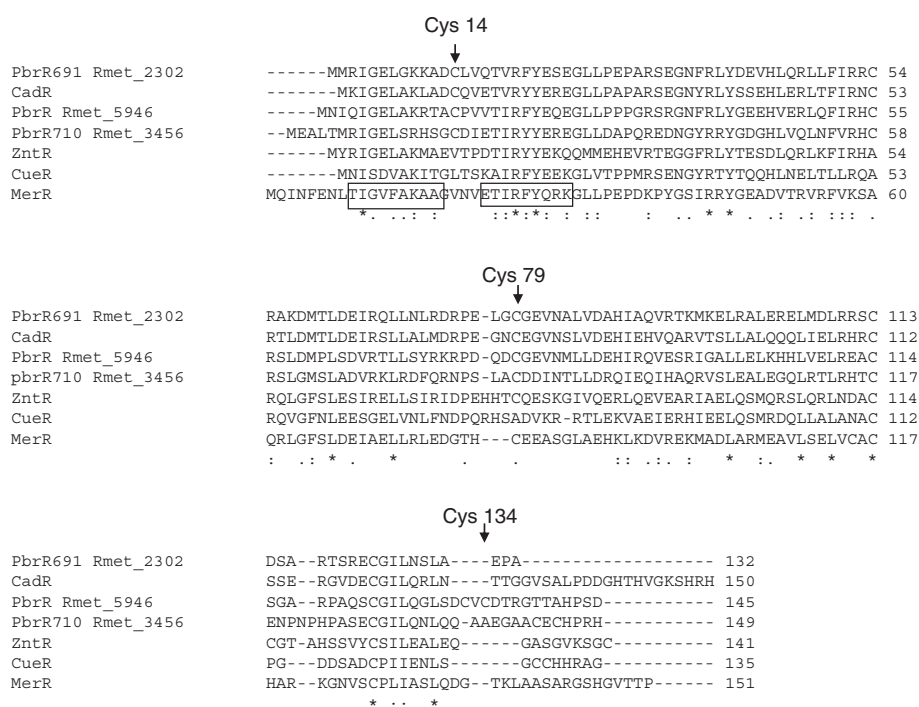 Cys 14
PbrR691 Rmet_2302 ------MMRIGELGKKADCLVQTVRFYESEGLLPEPARSEGNFRLYDEVHLQRLLFIRRC 54
CadR -------MKIGELAKLADCQVETVRYYEREGLLPAPARSEGNYRLYSSEHLERLTFIRNC 53
PbrR Rmet_5946 -----MNIQIGELAKRTACPVVTIRFYEQEGLLPPPGRSRGNFRLYGEEHVERLQFIRHC 55
PbrR710 Rmet_3456 --MEALTMRIGELSRHSGCDIETIRYYEREGLLDAPQREDNGYRRYGDGHLVQLNFVRHC 58
ZntR ------MYRIGELAKMAEVTPDTIRYYEKQQMMEHEVRTEGGFRLYTESDLQRLKFIRHA 54
CueR -------MNISDVAKITGLTSKAIRFYEEKGLVTPPMRSENGYRTYTQQHLNELTLLRQA 53
MerR MQINFENLTIGVFAKAAGVNVETIRFYQRKGLLPEPDKPYGSIRRYGEADVTRVRFVKSA 60
*. ..: : ::*:*: : :: . .. * * .: :: ::: .
Cys 79
PbrR691 Rmet_2302 RAKDMTLDEIRQLLNLRDRPE-LGCGEVNALVDAHIAQVRTKMKELRALERELMDLRRSC 113
CadR RTLDMTLDEIRSLLALMDRPE-GNCEGVNSLVDEHIEHVQARVTSLLALQQQLIELRHRC 112
PbrR Rmet_5946 RSLDMPLSDVRTLLSYRKRPD-QDCGEVNMLLDEHIRQVESRIGALLELKHHLVELREAC 114
pbrR710 Rmet_3456 RSLGMSLADVRKLRDFQRNPS-LACDDINTLLDRQIEQIHAQRVSLEALEGQLRTLRHTC 117
ZntR RQLGFSLESIRELLSIRIDPEHHTCQESKGIVQERLQEVEARIAELQSMQRSLQRLNDAC 114
CueR RQVGFNLEESGELVNLFNDPQRHSADVKR-RTLEKVAEIERHIEELQSMRDQLLALANAC 112
MerR QRLGFSLDEIAELLRLEDGTH---CEEASGLAEHKLKDVREKMADLARMEAVLSELVCAC 117
: .: * . * . . :: .:. : * :. * * *
Cys 134
PbrR691 Rmet_2302 DSA--RTSRECGILNSLA----EPA------------------ 132
CadR SSE--RGVDECGILQRLN----TTGGVSALPDDGHTHVGKSHRH 150
PbrR Rmet_5946 SGA--RPAQSCGILQGLSDCVCDTRGTTAHPSD----------- 145
PbrR710 Rmet_3456 ENPNPHPASECGILQNLQQ-AAEGAACECHPRH----------- 149
ZntR CGT-AHSSVYCSILEALEQ-------GASGVKSGC--------- 141
CueR PG---DDSADCPIIENLS-------GCCHHRAG----------- 135
MerR HAR--KGNVSCPLIASLQDG--TKLAASARGSHGVTTP------ 151
* :: *